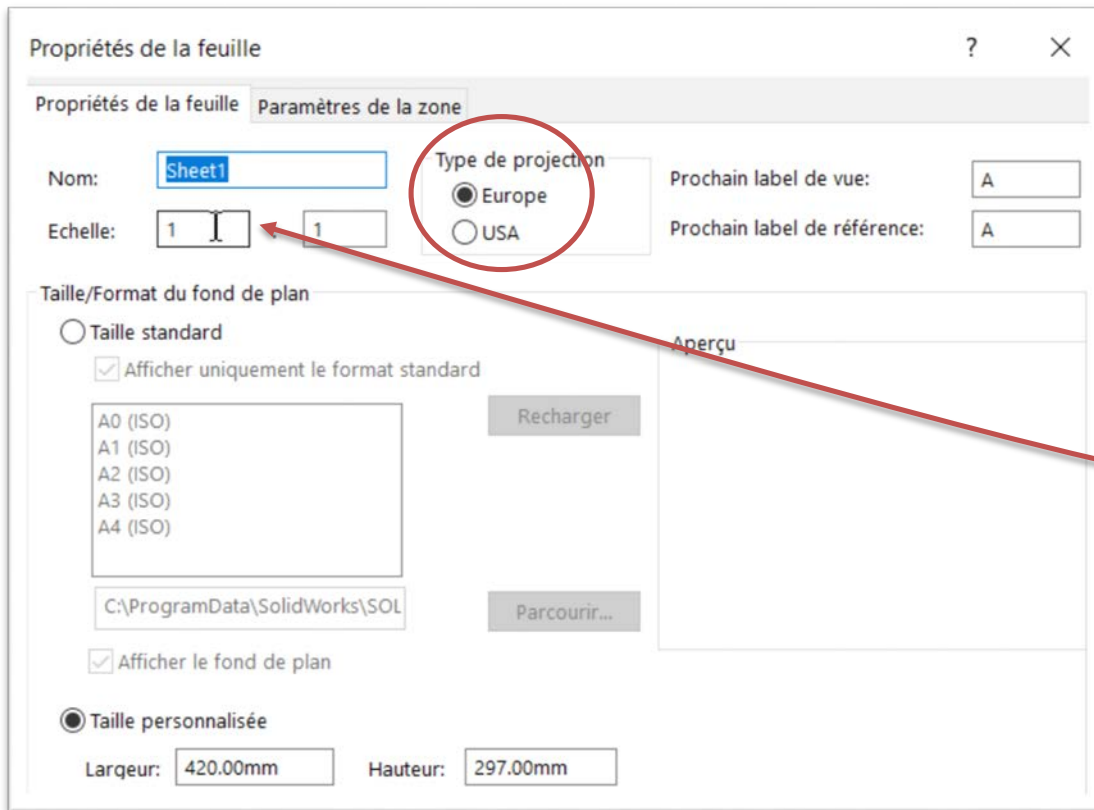 Propriétés de la feuille ?
Propriétés de la feuille Paramètres de la zone
Nom: Sheet1
Type de projection
Europe
USA
Prochain label de vue: A
Echelle: 1 1
Prochain label de référence: A
Taille/Format du fond de plan
Taille standard
Afficher uniquement le format standard
A0 (ISO)
A1 (ISO)
A2 (ISO)
A3 (ISO)
A4 (ISO)
Recharger
Aperçu
C:\ProgramData\SolidWorks\SOL
Parcourir...
Afficher le fond de plan
Taille personnalisée
Largeur: 420.00mm Hauteur: 297.00mm